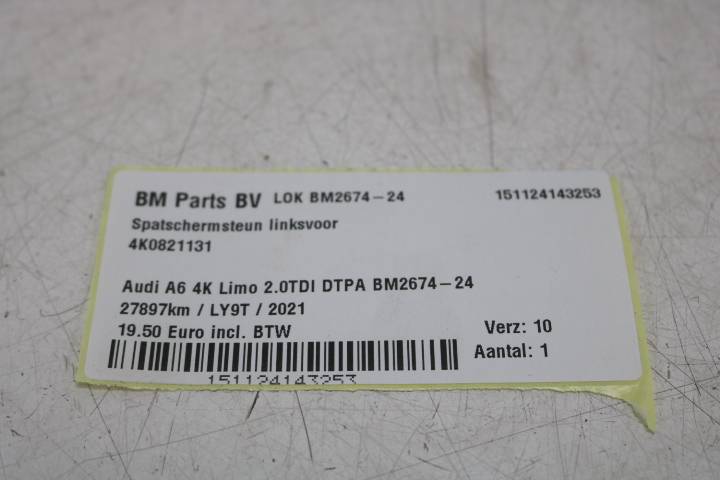 BM Parts BV LOK BM2674-24 151124143253
Spatschermsteun linksvoor
4K0821131
Audi A6 4K Limo 2.0TDI DTPA BM2674-24
27897km / LY9T / 2021
19.50 Euro incl. BTW Verz: 10
Aantal: 1
151124143253